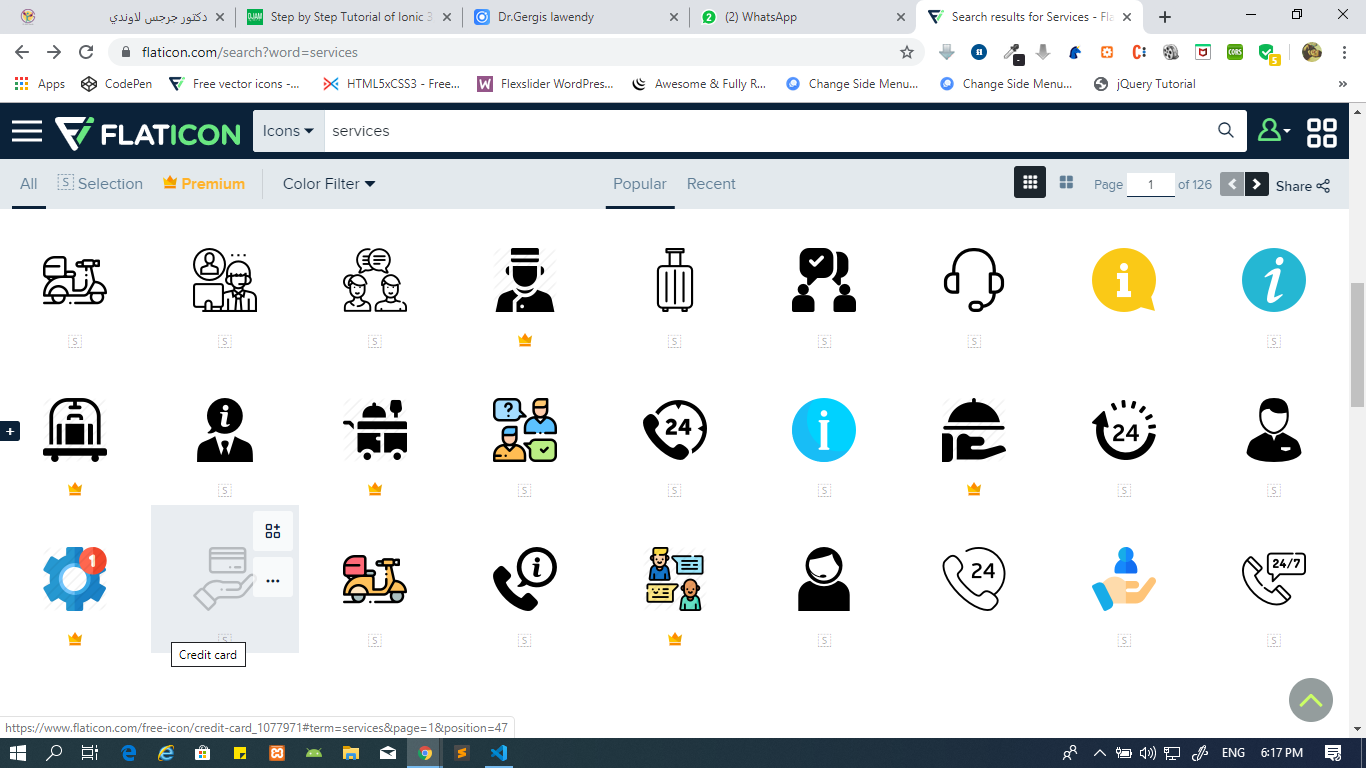 دكتور جرجس لاوندي
Step by Step Tutorial of Ionic 3
Dr.Gergis lawendy
(2) WhatsApp
Search results for Services - Fla
flaticon.com/search?word=services
Apps
CodePen
Free vector icons -...
HTML5xCSS3 - Free...
Flexslider WordPres...
Awesome & Fully R...
Change Side Menu...
Change Side Menu...
jQuery Tutorial
FLATICON
Icons
services
All
Selection
Premium
Color Filter
Popular
Recent
Page 1 of 126
Share
24
24
1
24
24/7
Credit card
https://www.flaticon.com/free-icon/credit-card_1077971#term=services&page=1&position=47
ENG
6:17 PM